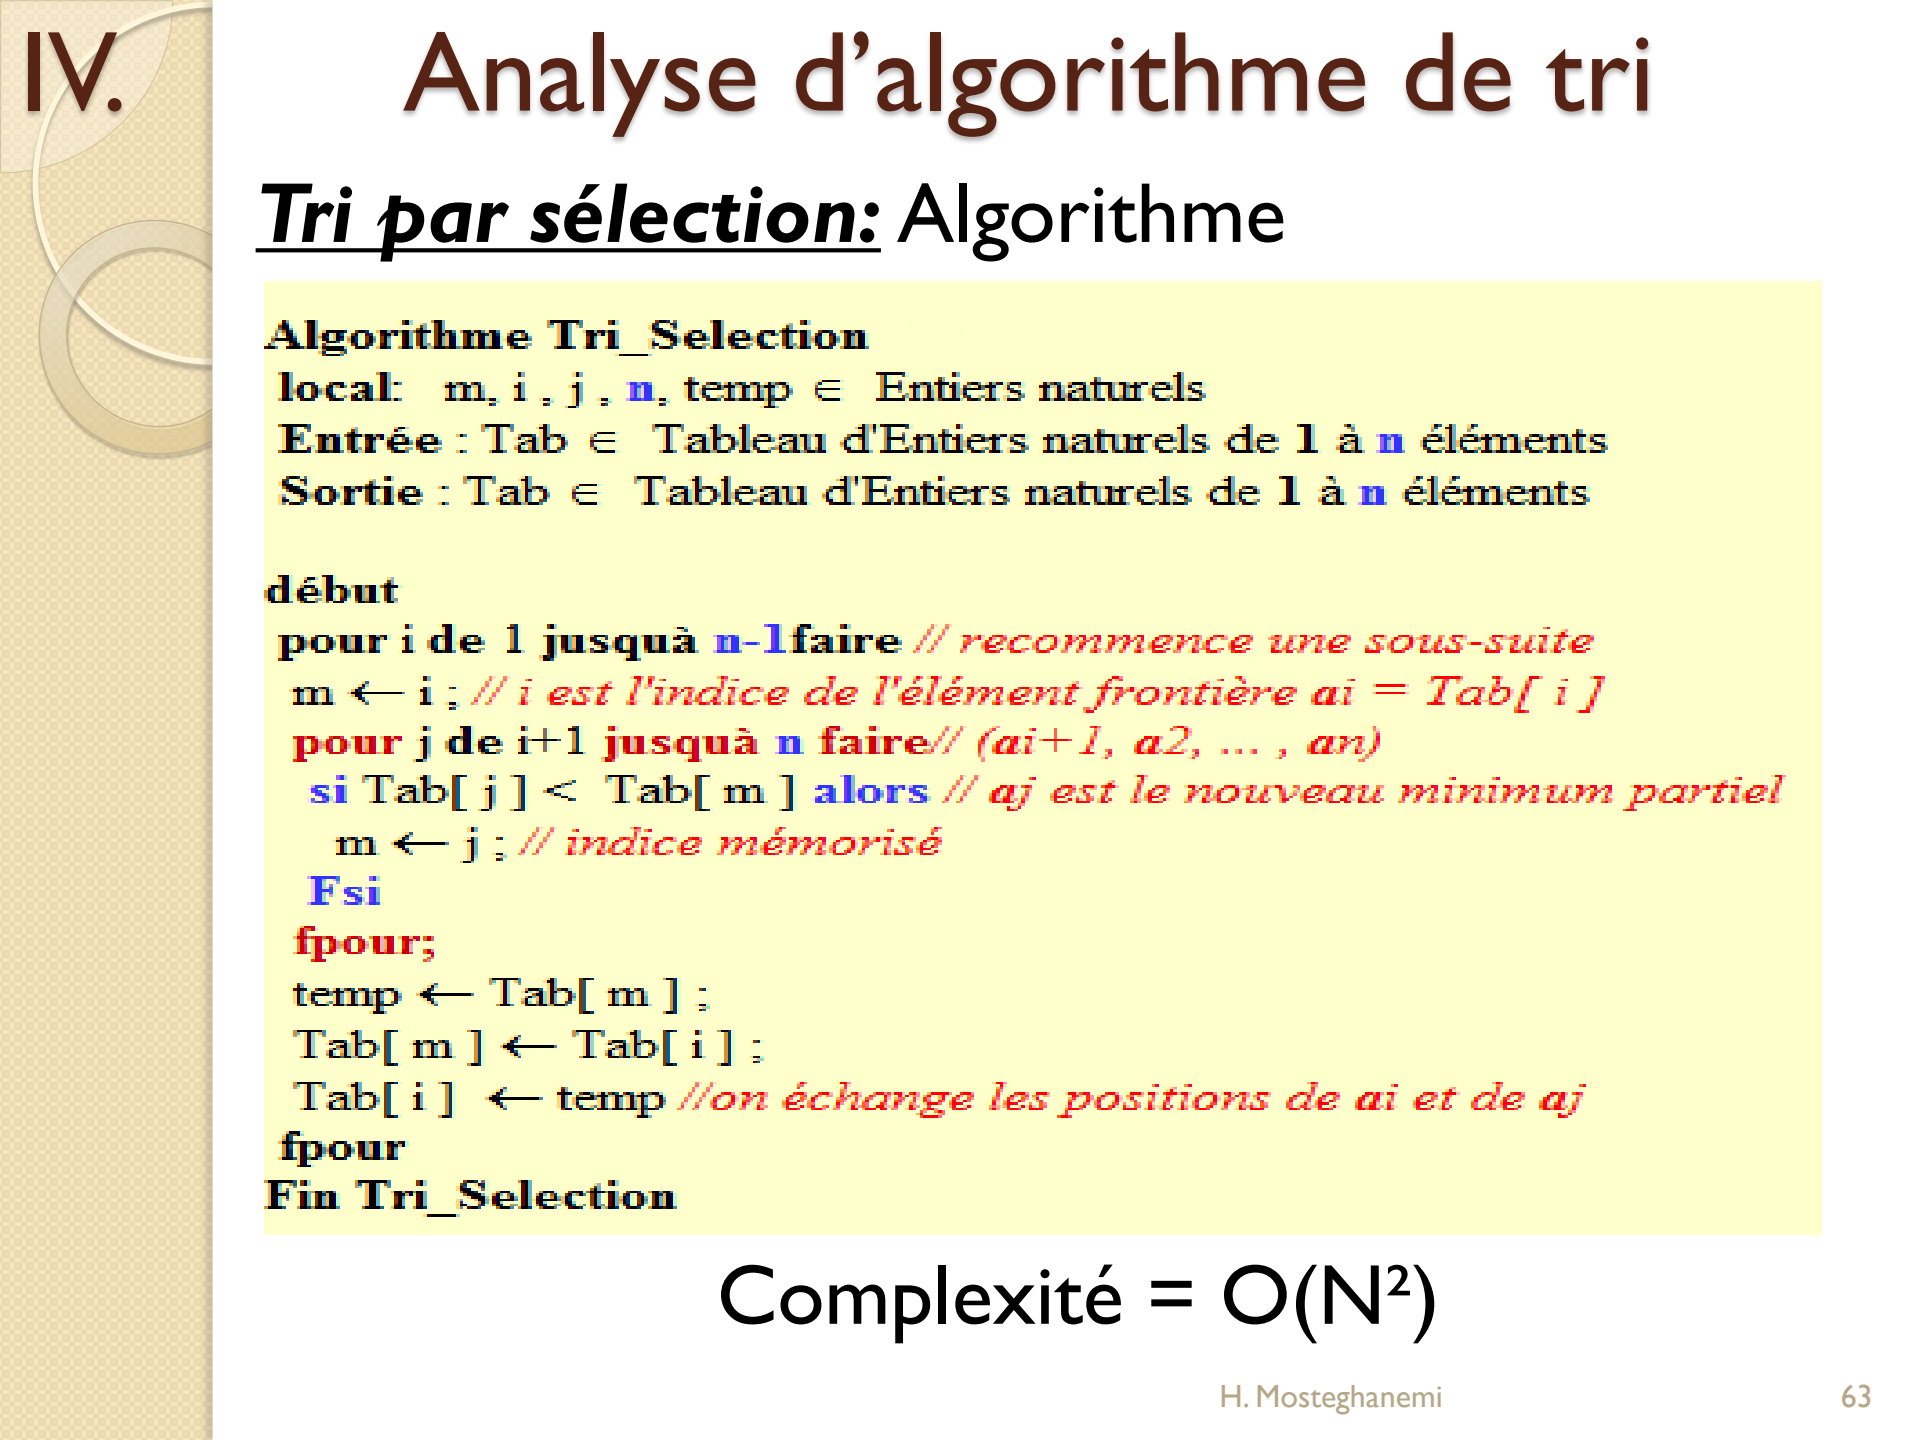 IV. Analyse d’algorithme de tri
Tri par sélection: Algorithme
Algorithme Tri_Selection
local: m, i , j , n, temp ∈ Entiers naturels
Entrée : Tab ∈ Tableau d'Entiers naturels de 1 à n éléments
Sortie : Tab ∈ Tableau d'Entiers naturels de 1 à n éléments
début
pour i de 1 jusquà n-1faire // recommence une sous-suite
m ← i ; // i est l'indice de l'élément frontière ai = Tab[ i ]
pour j de i+1 jusquà n faire// (ai+1, a2, ... , an)
si Tab[ j ] < Tab[ m ] alors // aj est le nouveau minimum partiel
m ← j ; // indice mémorisé
Fsi
fpour;
temp ← Tab[ m ] ;
Tab[ m ] ← Tab[ i ] ;
Tab[ i ] ← temp //on échange les positions de ai et de aj
fpour
Fin Tri_Selection
Complexité = O(N²)
H. Mosteghanemi 63